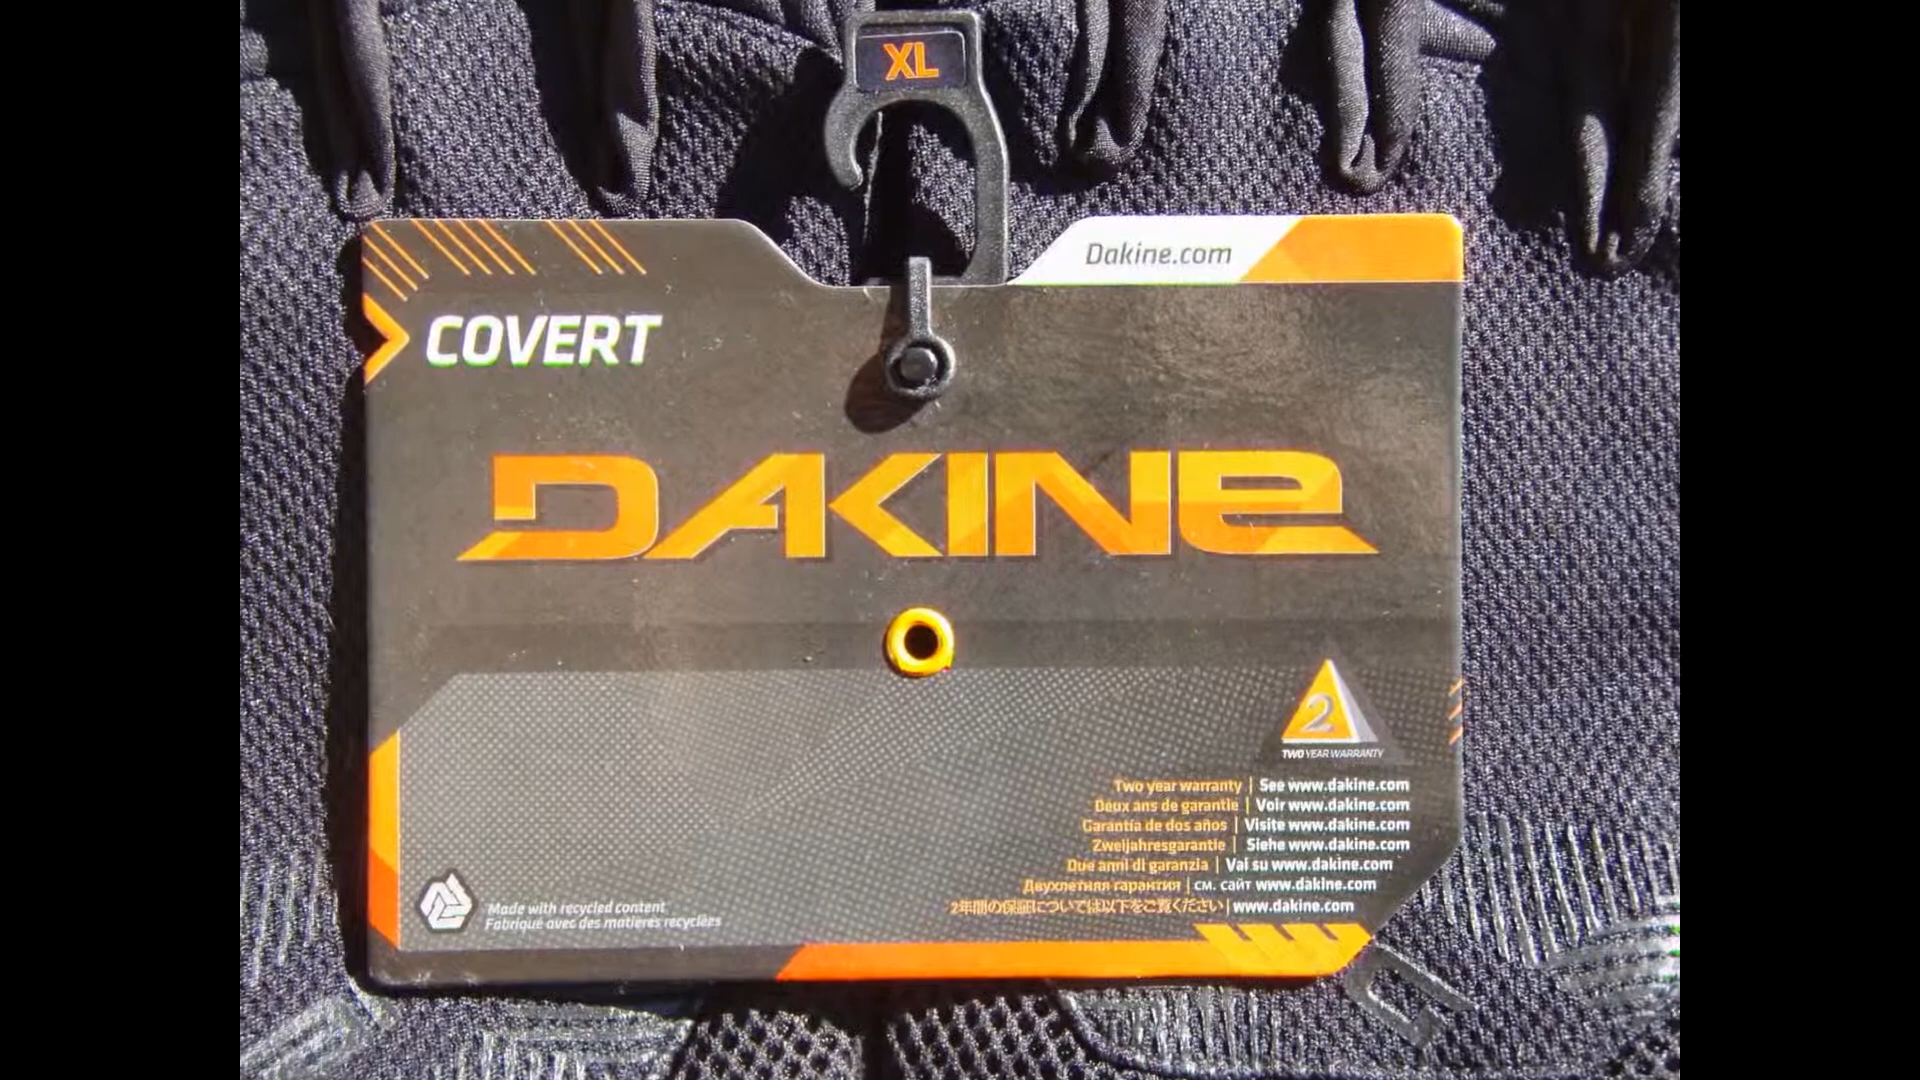 XL
Dakine.com
COVERT
DAKINE
2
TWO YEAR WARRANTY
Two year warranty | See www.dakine.com
Deux ans de garantie | Voir www.dakine.com
Garantía de dos años | Visite www.dakine.com
Zweijahresgarantie | Siehe www.dakine.com
Due anni di garanzia | Vai su www.dakine.com
Двухлетняя гарантия | см. сайт www.dakine.com
2年間の保証については以下をご覧ください | www.dakine.com
Made with recycled content
Fabriqué avec des matières recyclées